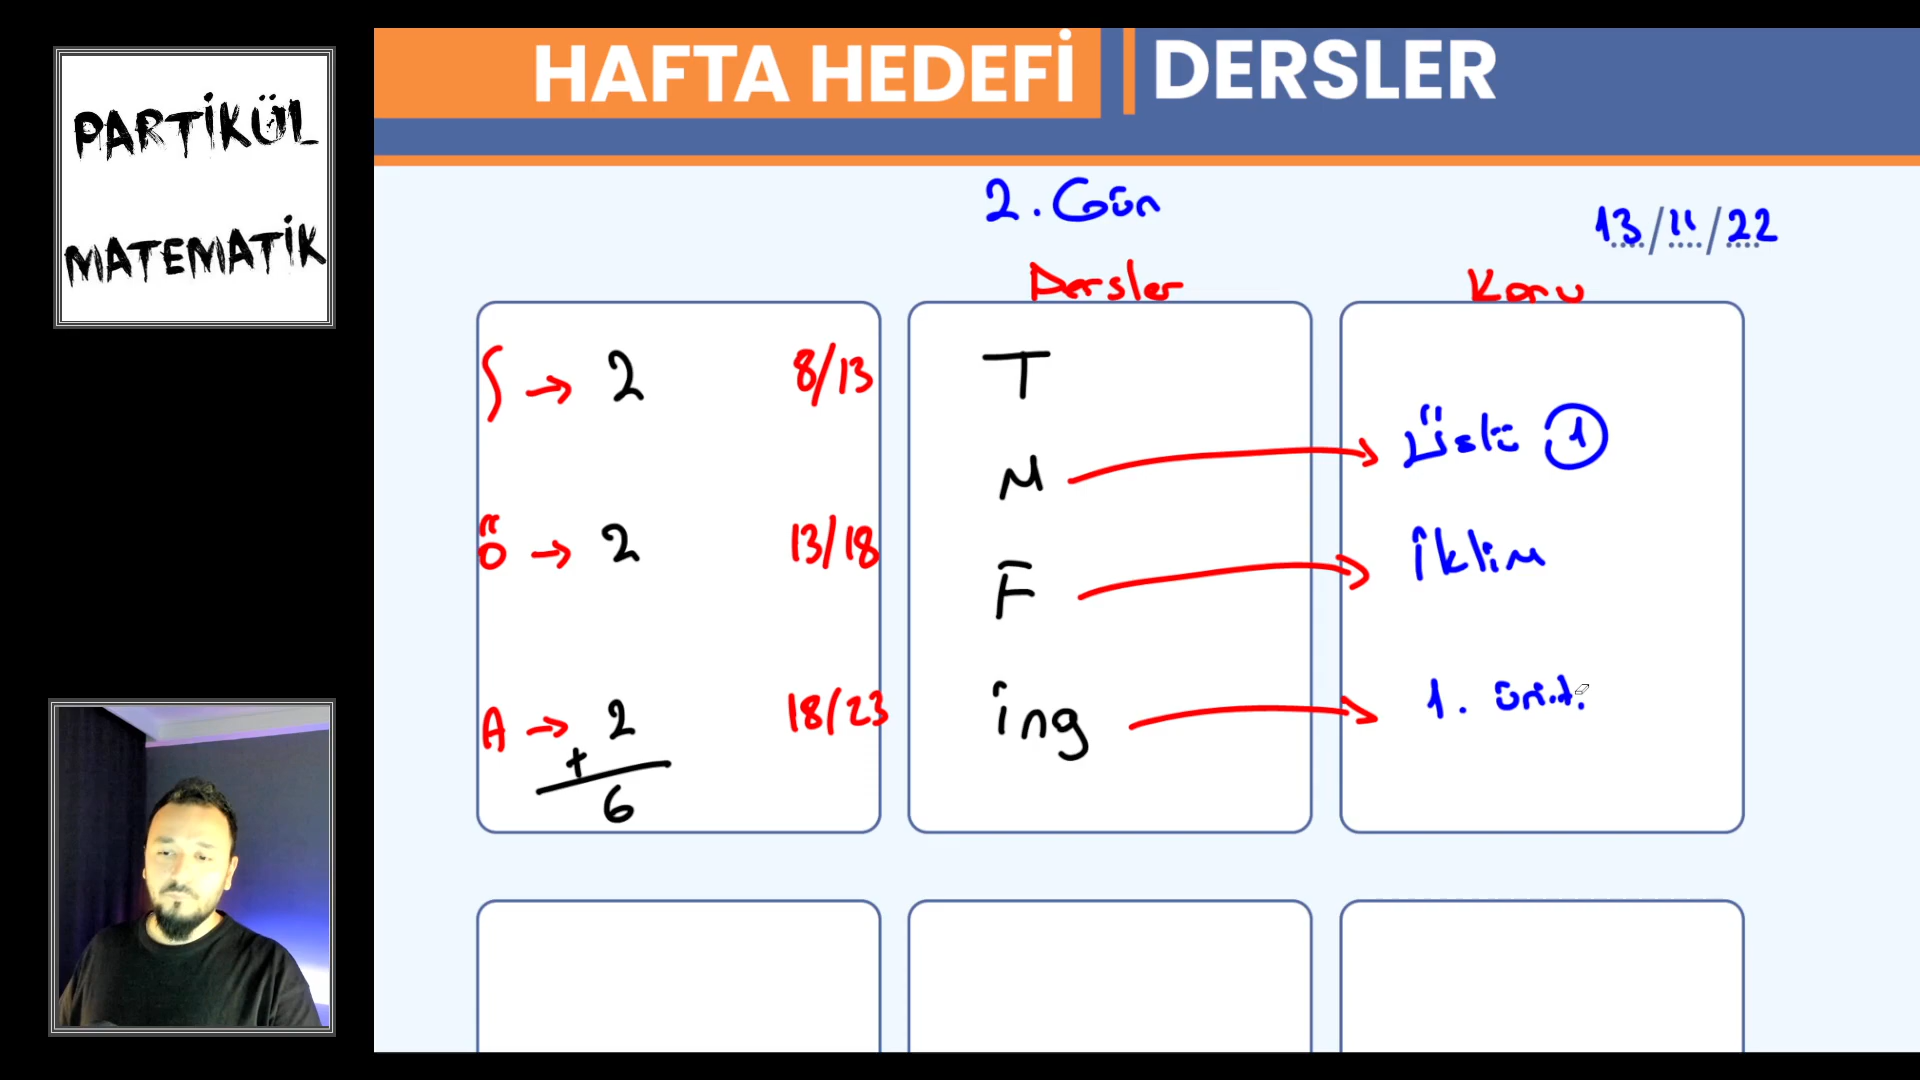 PARTİKÜL
MATEMATİK
HAFTA HEDEFİ | DERSLER
2. Gün
13/11/22
Dersler
Konu
S → 2 8/13
Ö → 2 13/18
A → 2 18/23
+
6
T
M → Üslü 1
F → İklim
ing → 1. ünite